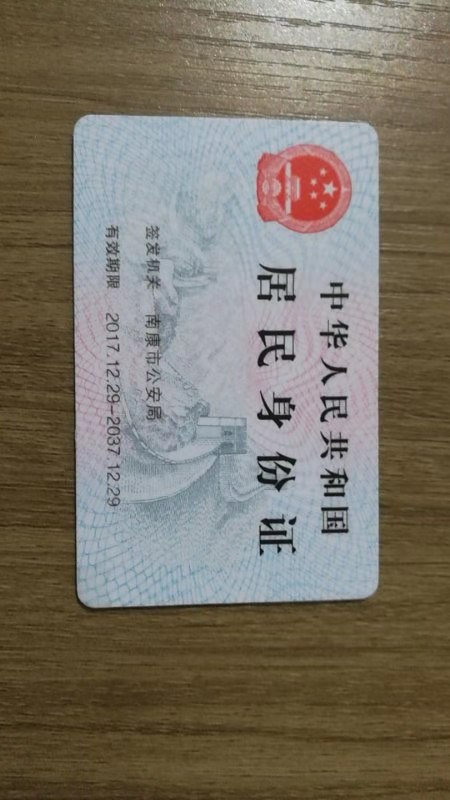 中华人民共和国
居民身份证
签发机关 南康市公安局
有效期限 2017.12.29-2037.12.29